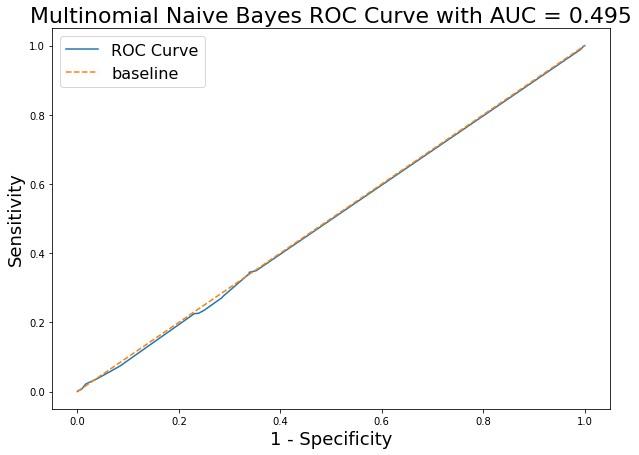 Multinomial Naive Bayes ROC Curve with AUC = 0.495
ROC Curve
baseline
Sensitivity
1.0
0.8
0.6
0.4
0.2
0.0
0.0 0.2 0.4 0.6 0.8 1.0
1 - Specificity